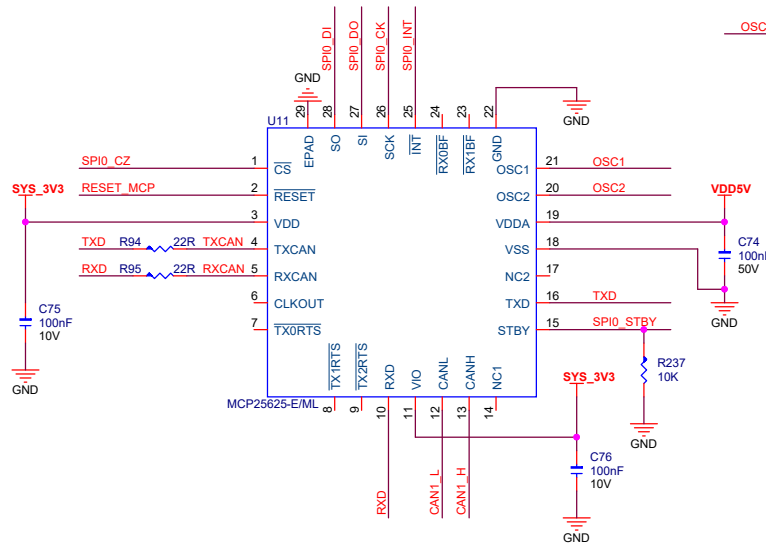 SPI0_DI
SPI0_DO
SPI0_CK
SPI0_INT
OSC
GND
GND
29
28
27
26
25
24
23
22
U11
EPAD
SO
SI
SCK
INT
RX0BF
RX1BF
GND
SPI0_CZ
1
CS
OSC1
21
OSC1
SYS_3V3
RESET_MCP
2
RESET
OSC2
20
OSC2
VDD5V
3
VDD
VDDA
19
TXD
R94
22R
TXCAN
4
TXCAN
VSS
18
C74
100nF
50V
RXD
R95
22R
RXCAN
5
RXCAN
NC2
17
6
CLKOUT
TXD
16
TXD
GND
C75
100nF
10V
7
TX0RTS
STBY
15
SPI0_STBY
GND
TX1RTS
TX2RTS
RXD
VIO
CANL
CANH
NC1
SYS_3V3
R237
10K
MCP25625-E/ML
8
9
10
11
12
13
14
GND
C76
100nF
10V
RXD
CAN1_L
CAN1_H
GND